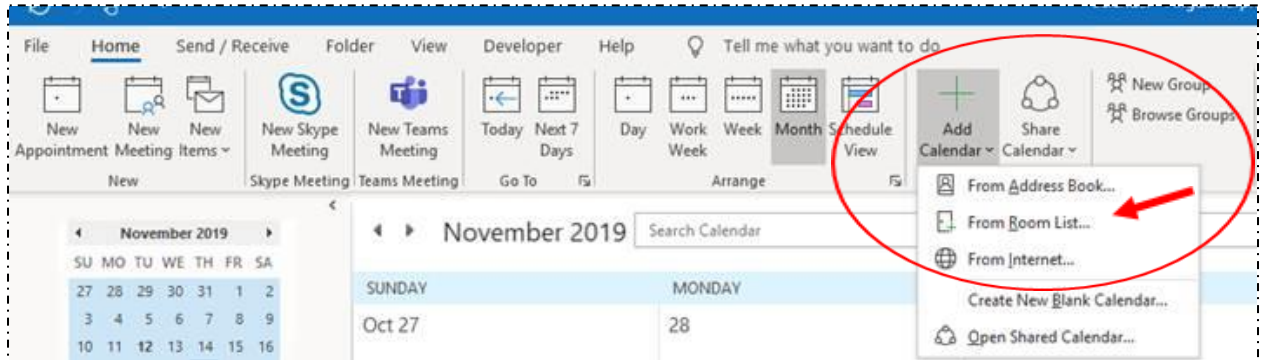 File Home Send / Receive Folder View Developer Help Tell me what you want to do
New Appointment
New Meeting
New Items
New Skype Meeting
New Teams Meeting
Today
Next 7 Days
Day
Work Week
Week
Month
Schedule View
Add Calendar
Share Calendar
New Group
Browse Groups
New Skype Meeting Teams Meeting Go To Arrange
From Address Book...
From Room List...
From Internet...
Create New Blank Calendar...
Open Shared Calendar...
November 2019
SU MO TU WE TH FR SA
27 28 29 30 31 1 2
3 4 5 6 7 8 9
10 11 12 13 14 15 16
November 2019 Search Calendar
SUNDAY MONDAY
Oct 27 28